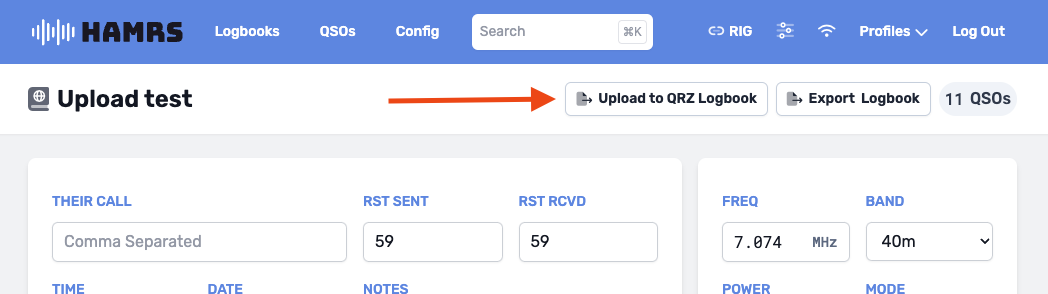 HAMRS Logbooks QSOs Config Search ⌘K RIG Profiles Log Out
Upload test Upload to QRZ Logbook Export Logbook 11 QSOs
THEIR CALL RST SENT RST RCVD FREQ BAND
Comma Separated 59 59 7.074 MHz 40m
TIME DATE NOTES POWER MODE